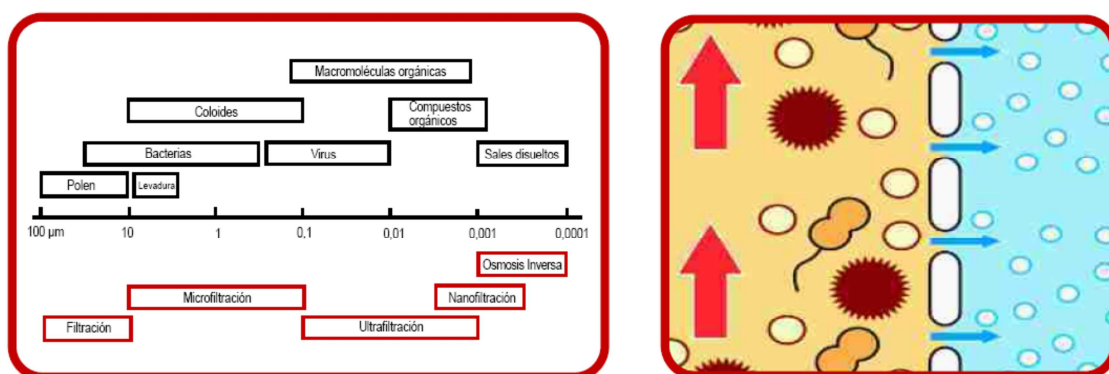 Macromoléculas orgánicas
Coloides
Compuestos
orgánicos
Bacterias
Virus
Sales disueltos
Polen
Levadura
100 µm
10
1
0,1
0,01
0,001
0,0001
Osmosis Inversa
Microfiltración
Nanofiltración
Filtración
Ultrafiltración